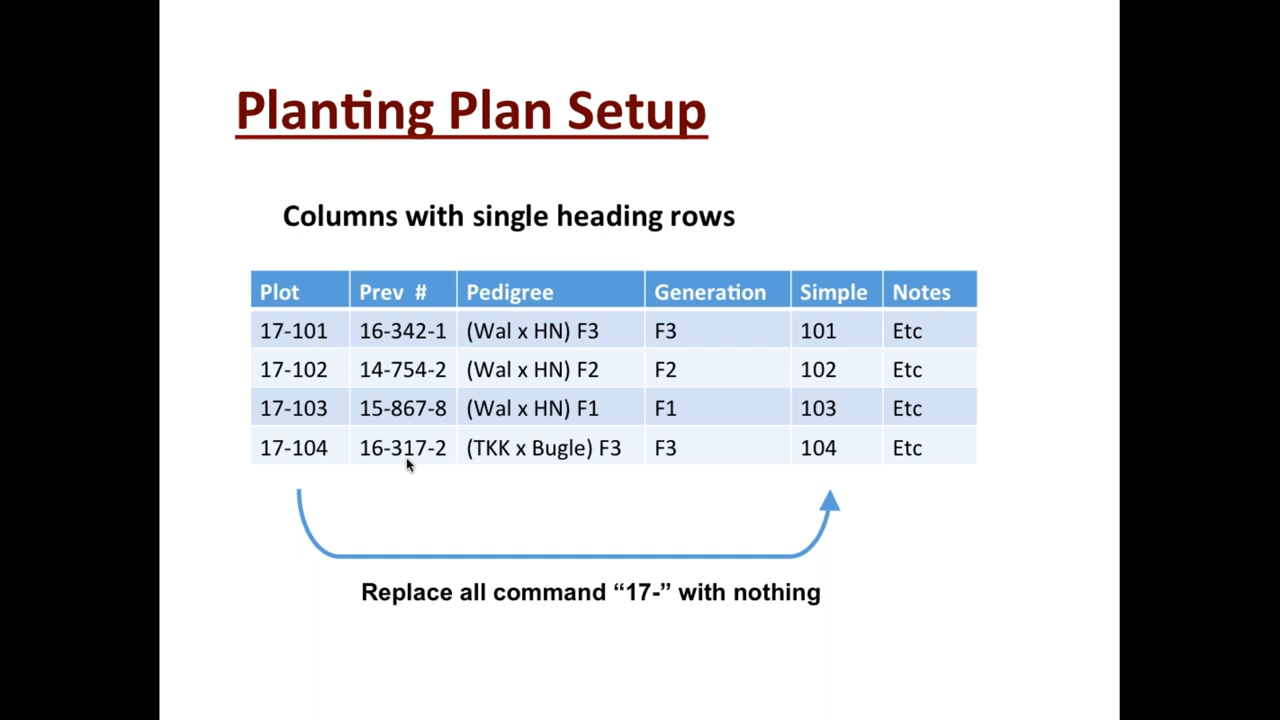 Planting Plan Setup
Columns with single heading rows
Plot Prev # Pedigree Generation Simple Notes
17-101 16-342-1 (Wal x HN) F3 F3 101 Etc
17-102 14-754-2 (Wal x HN) F2 F2 102 Etc
17-103 15-867-8 (Wal x HN) F1 F1 103 Etc
17-104 16-317-2 (TKK x Bugle) F3 F3 104 Etc
Replace all command “17-” with nothing